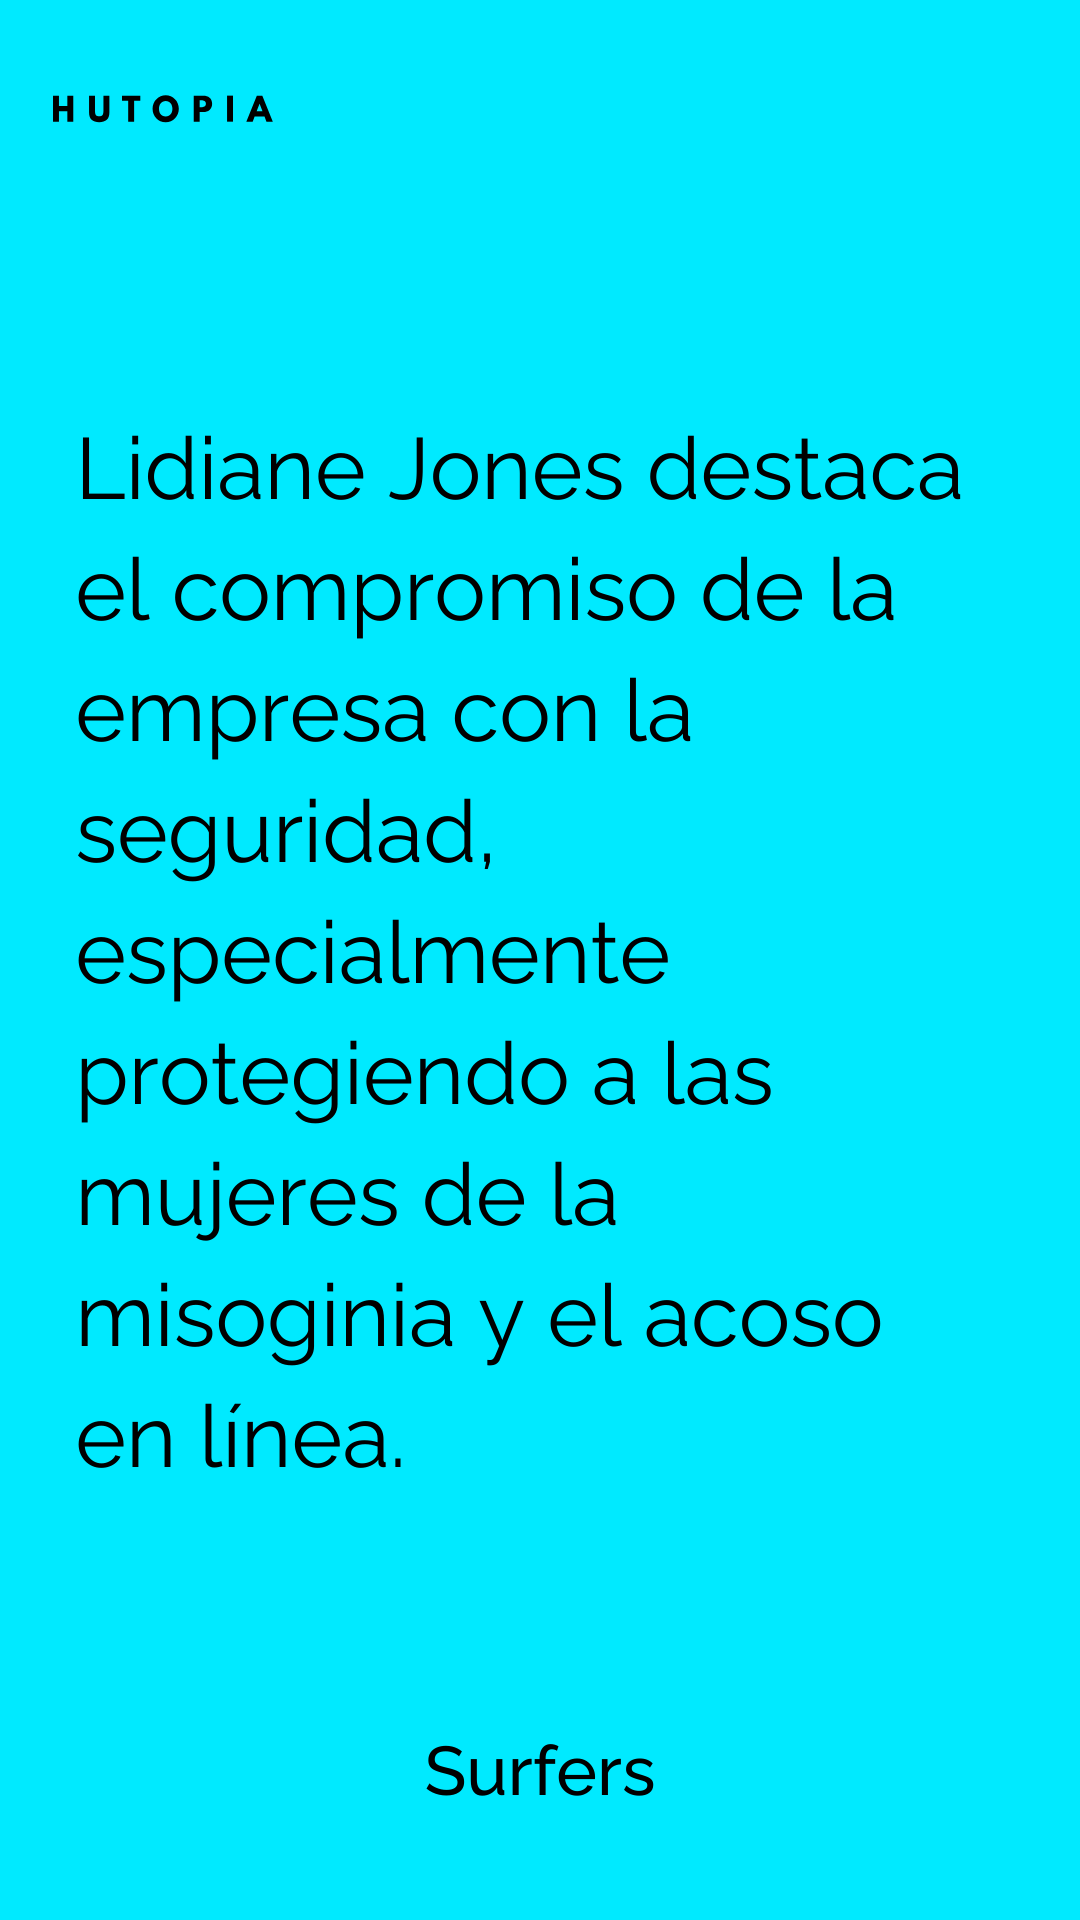 HUTOPIA
Lidiane Jones destaca
el compromiso de la
empresa con la
seguridad,
especialmente
protegiendo a las
mujeres de la
misoginia y el acoso
en línea.
Surfers